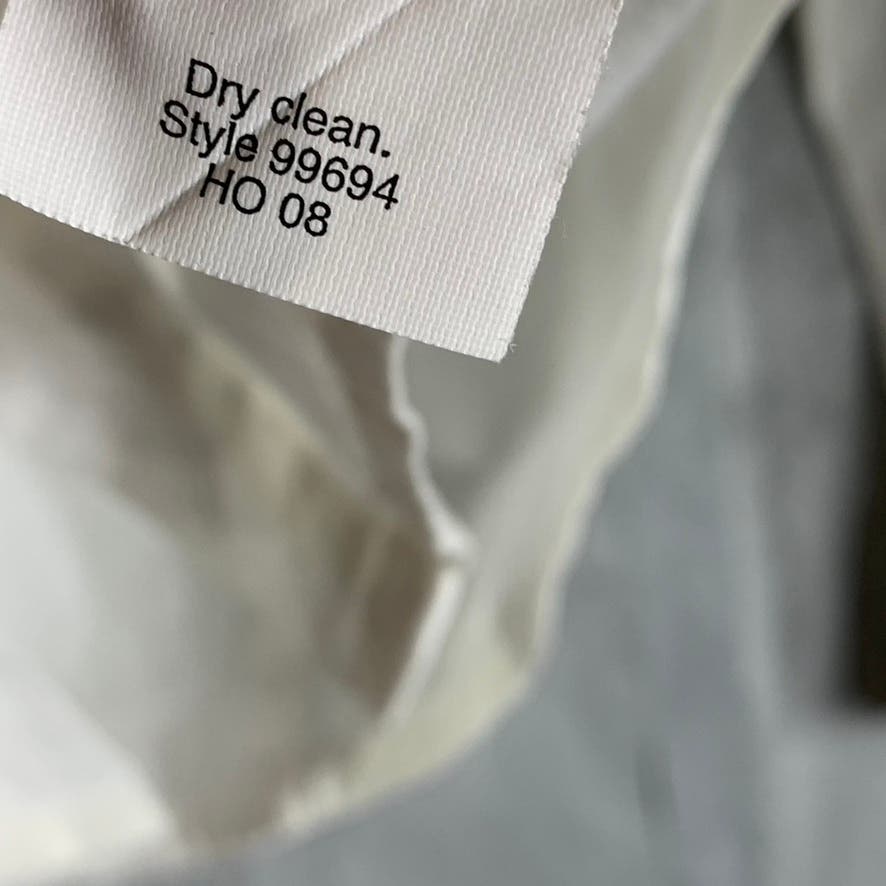 Dry clean.
Style 99694
HO 08